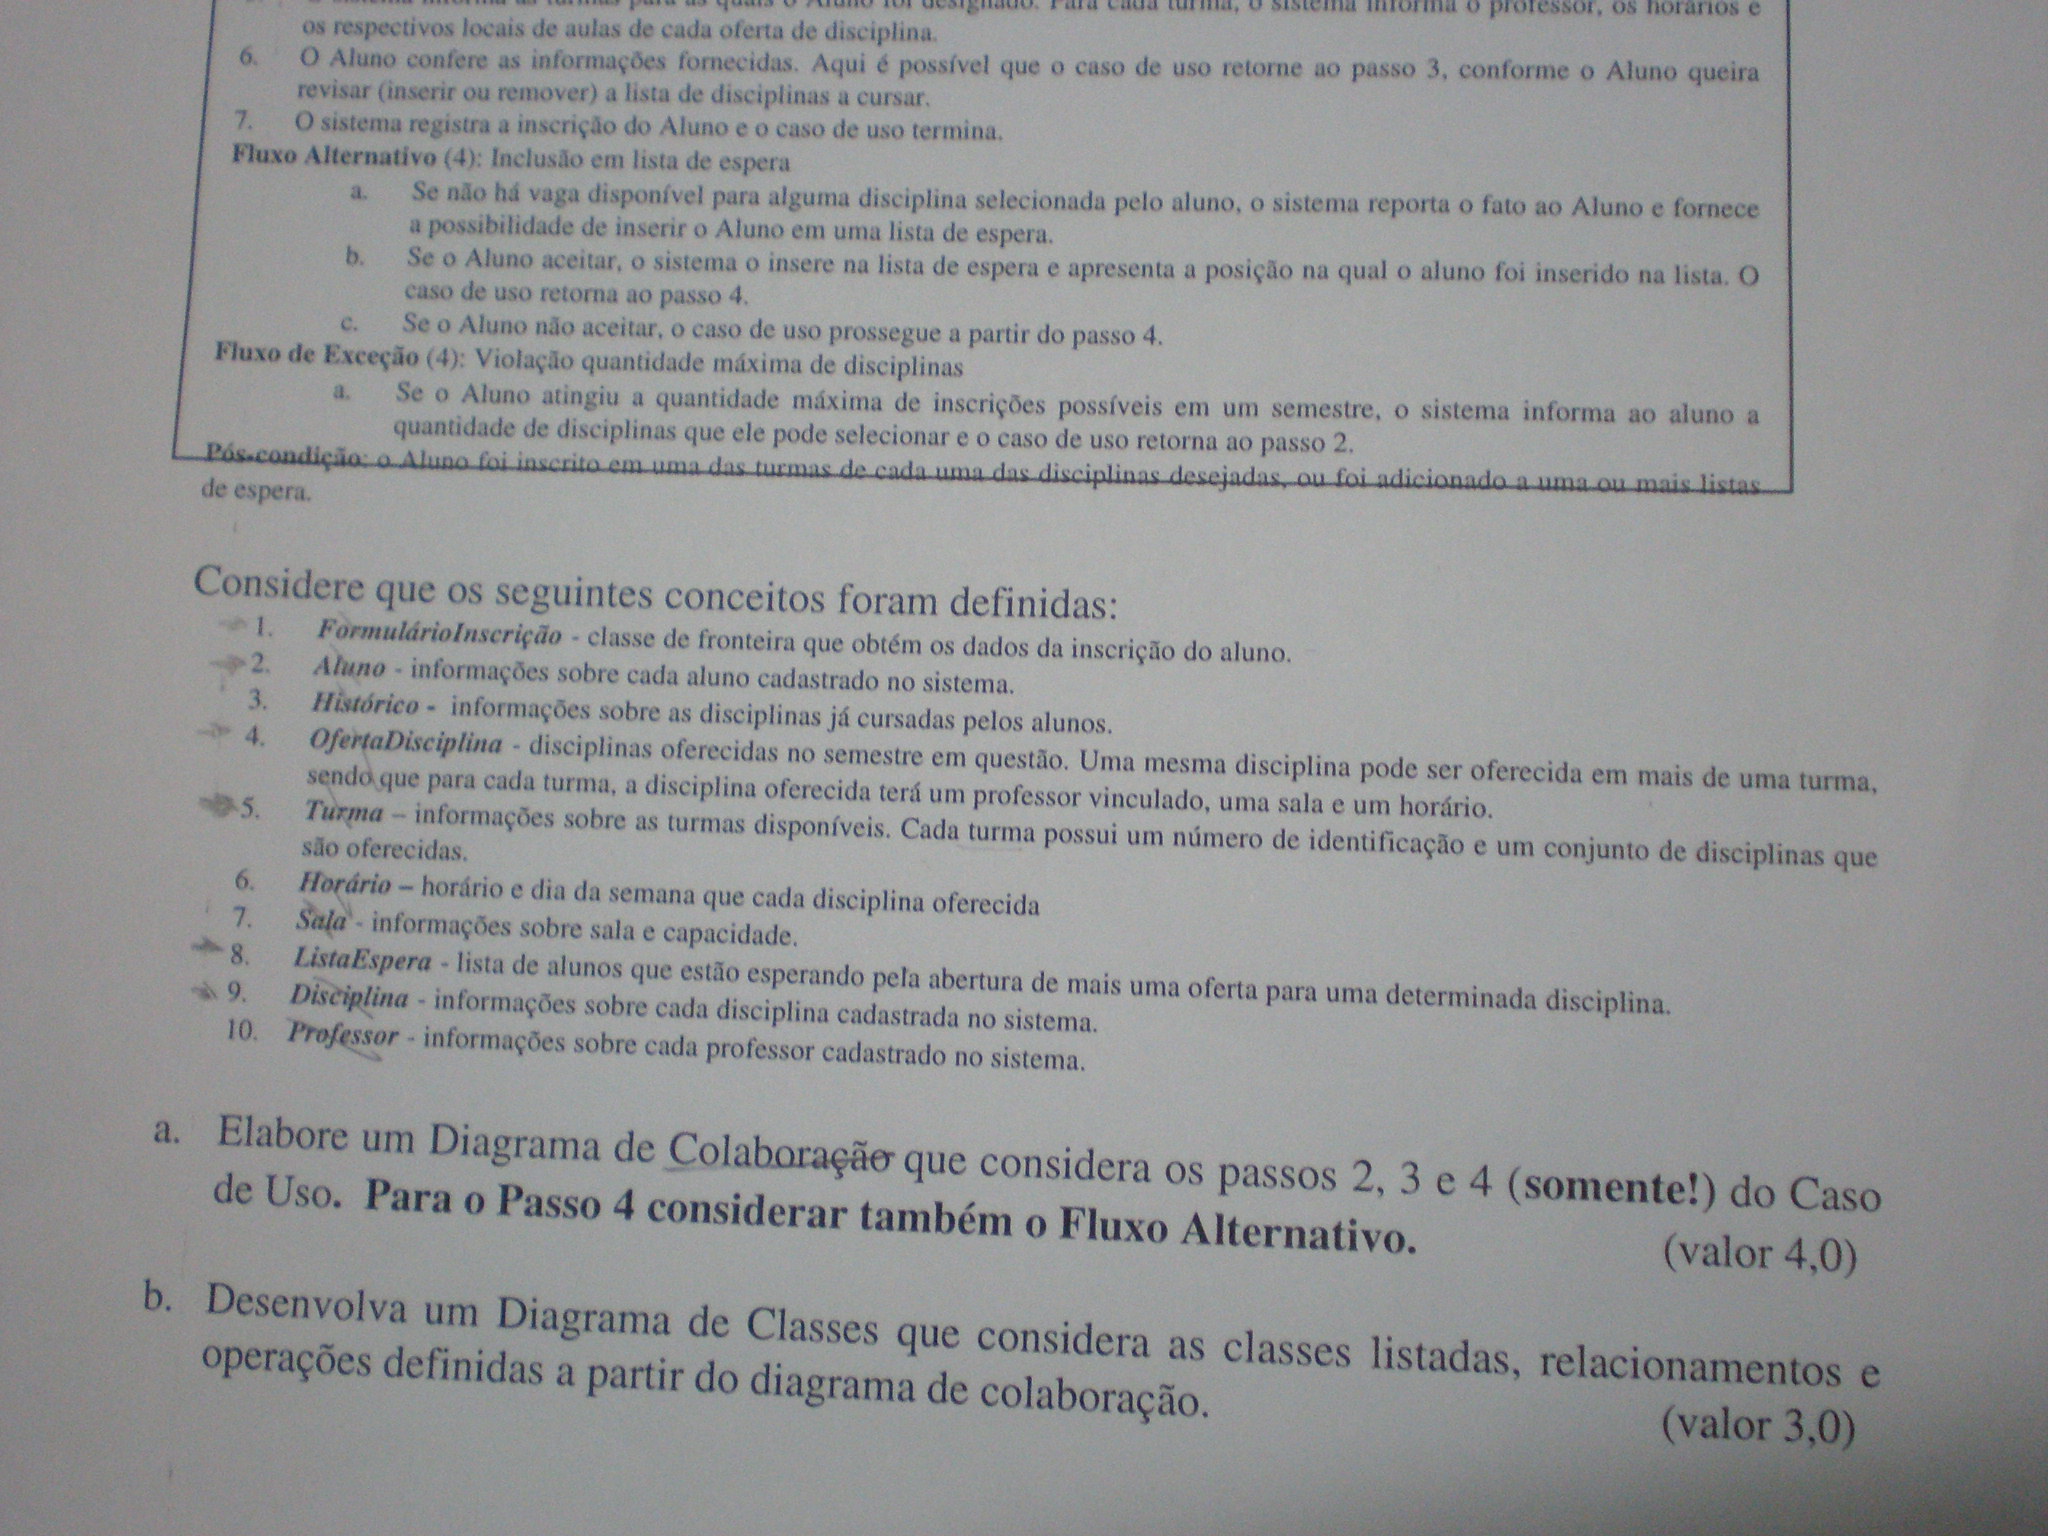 O sistema informa as turmas para as quais o Aluno foi designado. Para cada turma, o sistema informa o professor, os horários e
os respectivos locais de aulas de cada oferta de disciplina.
6. O Aluno confere as informações fornecidas. Aqui é possível que o caso de uso retorne ao passo 3, conforme o Aluno queira
revisar (inserir ou remover) a lista de disciplinas a cursar.
7. O sistema registra a inscrição do Aluno e o caso de uso termina.
Fluxo Alternativo (4): Inclusão em lista de espera
a. Se não há vaga disponível para alguma disciplina selecionada pelo aluno, o sistema reporta o fato ao Aluno e fornece
a possibilidade de inserir o Aluno em uma lista de espera.
b. Se o Aluno aceitar, o sistema o insere na lista de espera e apresenta a posição na qual o aluno foi inserido na lista. O
caso de uso retorna ao passo 4.
c. Se o Aluno não aceitar, o caso de uso prossegue a partir do passo 4.
Fluxo de Exceção (4): Violação quantidade máxima de disciplinas
a. Se o Aluno atingiu a quantidade máxima de inscrições possíveis em um semestre, o sistema informa ao aluno a
quantidade de disciplinas que ele pode selecionar e o caso de uso retorna ao passo 2.
Pós-condição: o Aluno foi inscrito em uma das turmas de cada uma das disciplinas desejadas, ou foi adicionado a uma ou mais listas
de espera.
Considere que os seguintes conceitos foram definidas:
1. FormulárioInscrição - classe de fronteira que obtém os dados da inscrição do aluno.
2. Aluno - informações sobre cada aluno cadastrado no sistema.
3. Histórico - informações sobre as disciplinas já cursadas pelos alunos.
4. OfertaDisciplina - disciplinas oferecidas no semestre em questão. Uma mesma disciplina pode ser oferecida em mais de uma turma,
sendo que para cada turma, a disciplina oferecida terá um professor vinculado, uma sala e um horário.
5. Turma – informações sobre as turmas disponíveis. Cada turma possui um número de identificação e um conjunto de disciplinas que
são oferecidas.
6. Horário – horário e dia da semana que cada disciplina oferecida
7. Sala - informações sobre sala e capacidade.
8. ListaEspera - lista de alunos que estão esperando pela abertura de mais uma oferta para uma determinada disciplina.
9. Disciplina - informações sobre cada disciplina cadastrada no sistema.
10. Professor - informações sobre cada professor cadastrado no sistema.
a. Elabore um Diagrama de Colaboração que considera os passos 2, 3 e 4 (somente!) do Caso
de Uso. Para o Passo 4 considerar também o Fluxo Alternativo.
(valor 4,0)
b. Desenvolva um Diagrama de Classes que considera as classes listadas, relacionamentos e
operações definidas a partir do diagrama de colaboração.
(valor 3,0)